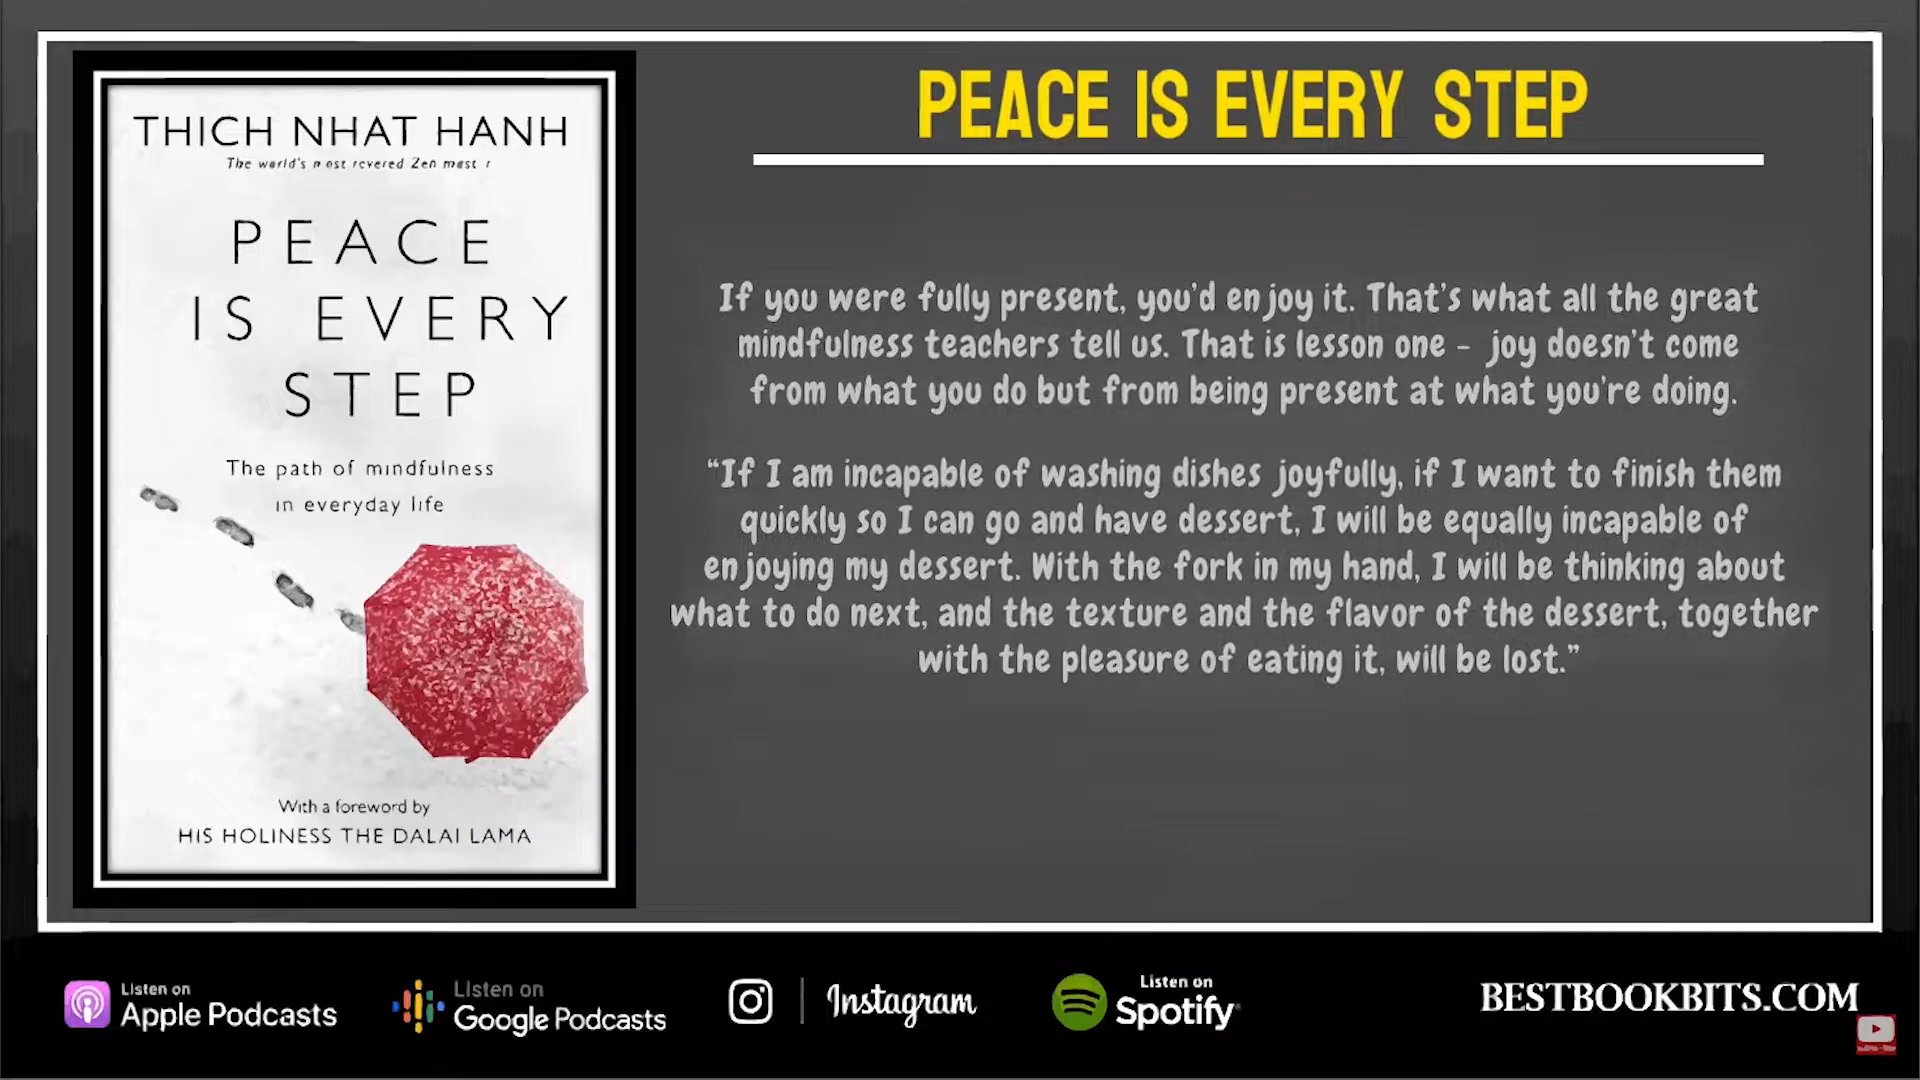 THICH NHAT HANH
The world's most revered Zen master
PEACE
IS EVERY
STEP
The path of mindfulness
in everyday life
With a foreword by
HIS HOLINESS THE DALAI LAMA
PEACE IS EVERY STEP
If you were fully present, you'd enjoy it. That's what all the great
mindfulness teachers tell us. That is lesson one - joy doesn't come
from what you do but from being present at what you're doing.
“If I am incapable of washing dishes joyfully, if I want to finish them
quickly so I can go and have dessert, I will be equally incapable of
enjoying my dessert. With the fork in my hand, I will be thinking about
what to do next, and the texture and the flavor of the dessert, together
with the pleasure of eating it, will be lost.”
Listen on
Apple Podcasts
Listen on
Google Podcasts
Instagram
Listen on
Spotify
BESTBOOKBITS.COM